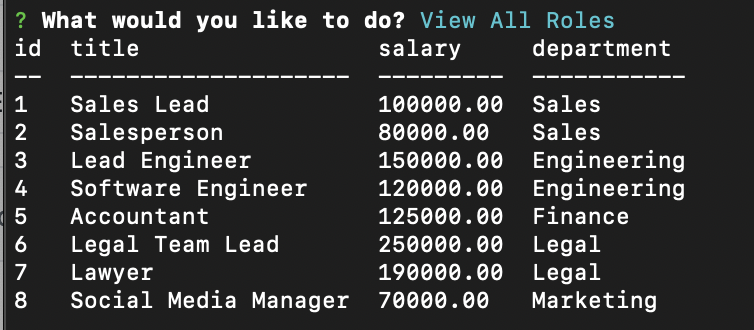 ? What would you like to do? View All Roles
id  title                 salary     department
--  --------------------  ---------  -----------
1   Sales Lead            100000.00  Sales
2   Salesperson           80000.00   Sales
3   Lead Engineer         150000.00  Engineering
4   Software Engineer     120000.00  Engineering
5   Accountant            125000.00  Finance
6   Legal Team Lead       250000.00  Legal
7   Lawyer                190000.00  Legal
8   Social Media Manager  70000.00   Marketing